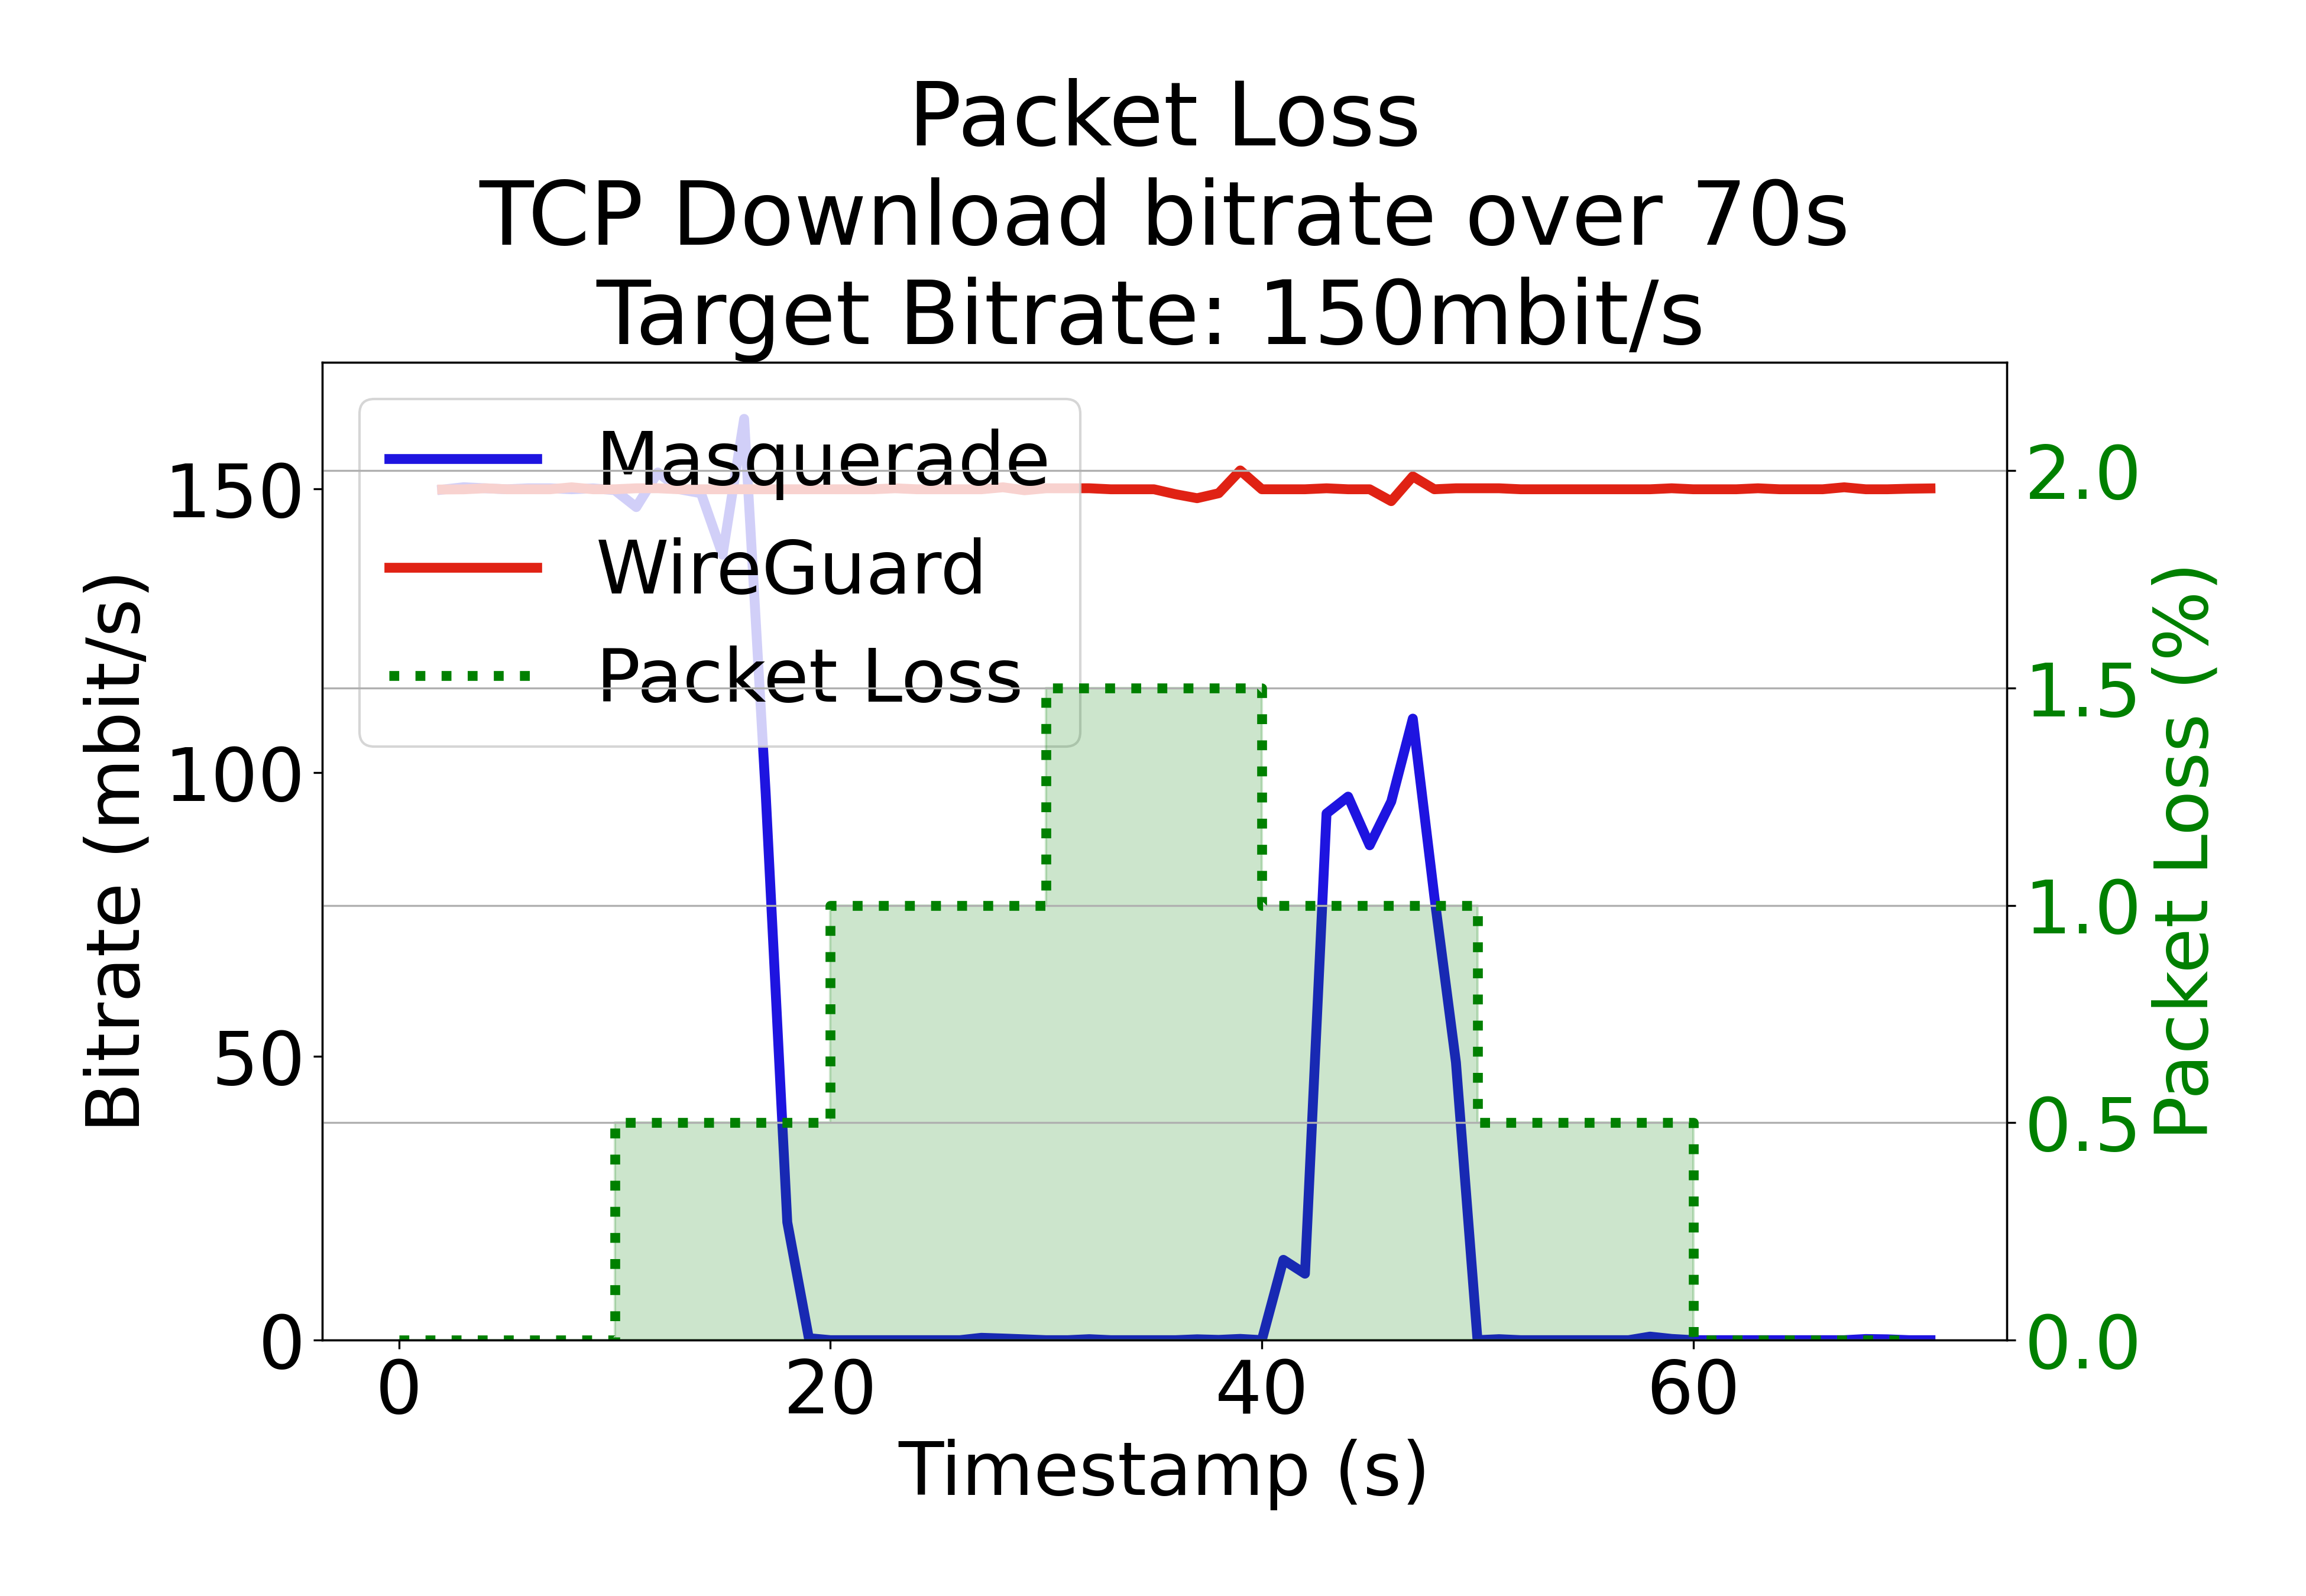 Packet Loss
TCP Download bitrate over 70s
Target Bitrate: 150mbit/s
Masquerade
WireGuard
Packet Loss
Bitrate (mbit/s)
150
100
50
0
2.0
1.5
1.0
0.5
0.0
Packet Loss (%)
0 20 40 60
Timestamp (s)